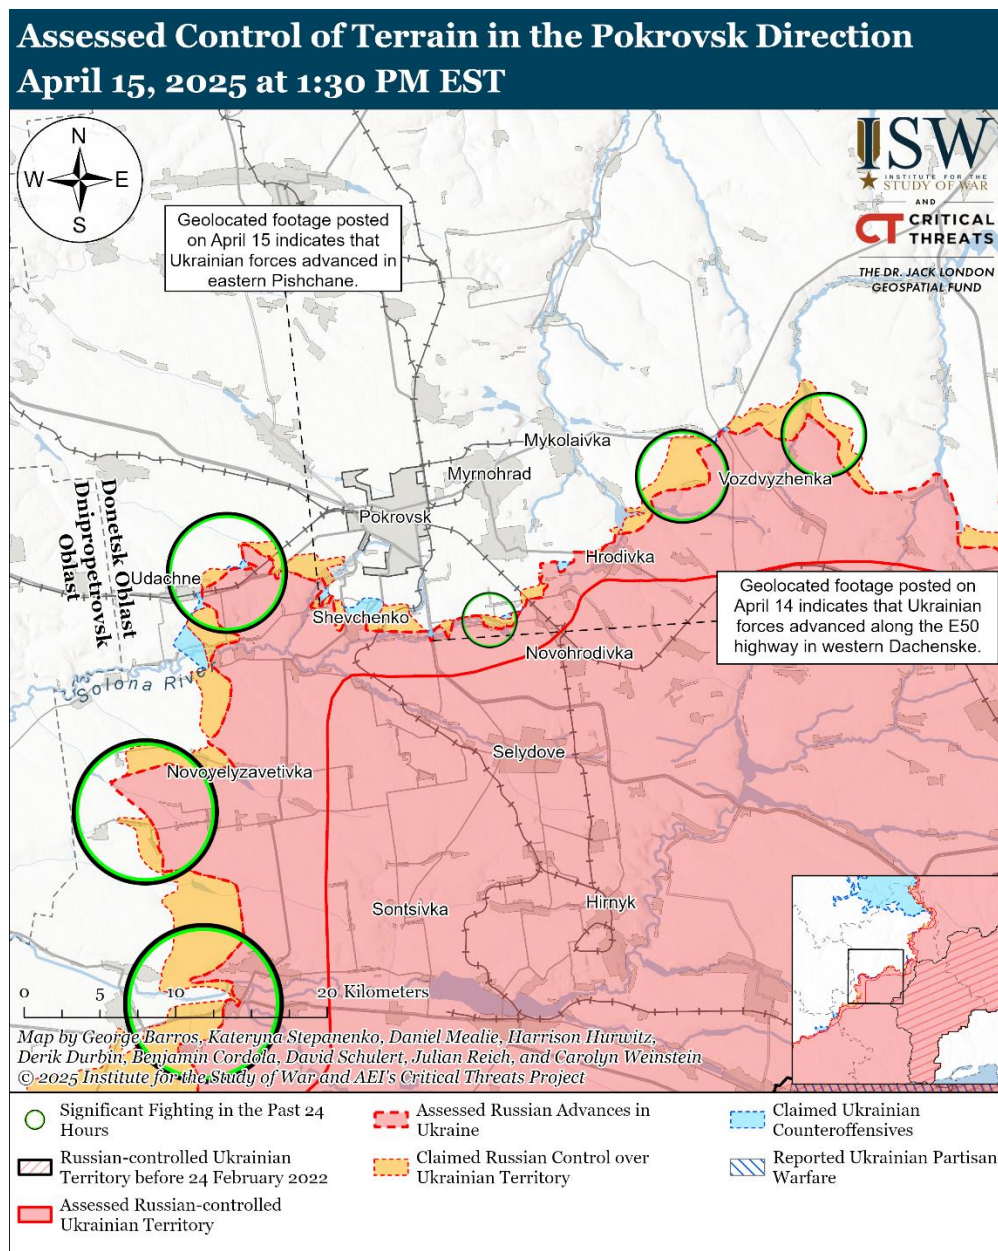 Assessed Control of Terrain in the Pokrovsk Direction
April 15, 2025 at 1:30 PM EST
N
W
E
S
ISW
INSTITUTE FOR THE
STUDY OF WAR
AND
CT CRITICAL
THREATS
THE DR. JACK LONDON
GEOSPATIAL FUND
Geolocated footage posted
on April 15 indicates that
Ukrainian forces advanced in
eastern Pishchane.
Mykolaivka
Myrnohrad
Vozdvyzhenka
Pokrovsk
Donetsk Oblast
Dnipropetrovsk
Oblast
Hrodivka
Udachne
Shevchenko
Geolocated footage posted on
April 14 indicates that Ukrainian
forces advanced along the E50
highway in western Dachenske.
Novohrodivka
Solona River
Selydove
Novoyelyzavetivka
Sontsivka
Hirnyk
0 5 10 20 Kilometers
Map by George Barros, Kateryna Stepanenko, Daniel Mealie, Harrison Hurwitz,
Derik Durbin, Benjamin Cordola, David Schulert, Julian Reich, and Carolyn Weinstein
© 2025 Institute for the Study of War and AEI's Critical Threats Project
Significant Fighting in the Past 24
Hours
Russian-controlled Ukrainian
Territory before 24 February 2022
Assessed Russian-controlled
Ukrainian Territory
Assessed Russian Advances in
Ukraine
Claimed Russian Control over
Ukrainian Territory
Claimed Ukrainian
Counteroffensives
Reported Ukrainian Partisan
Warfare